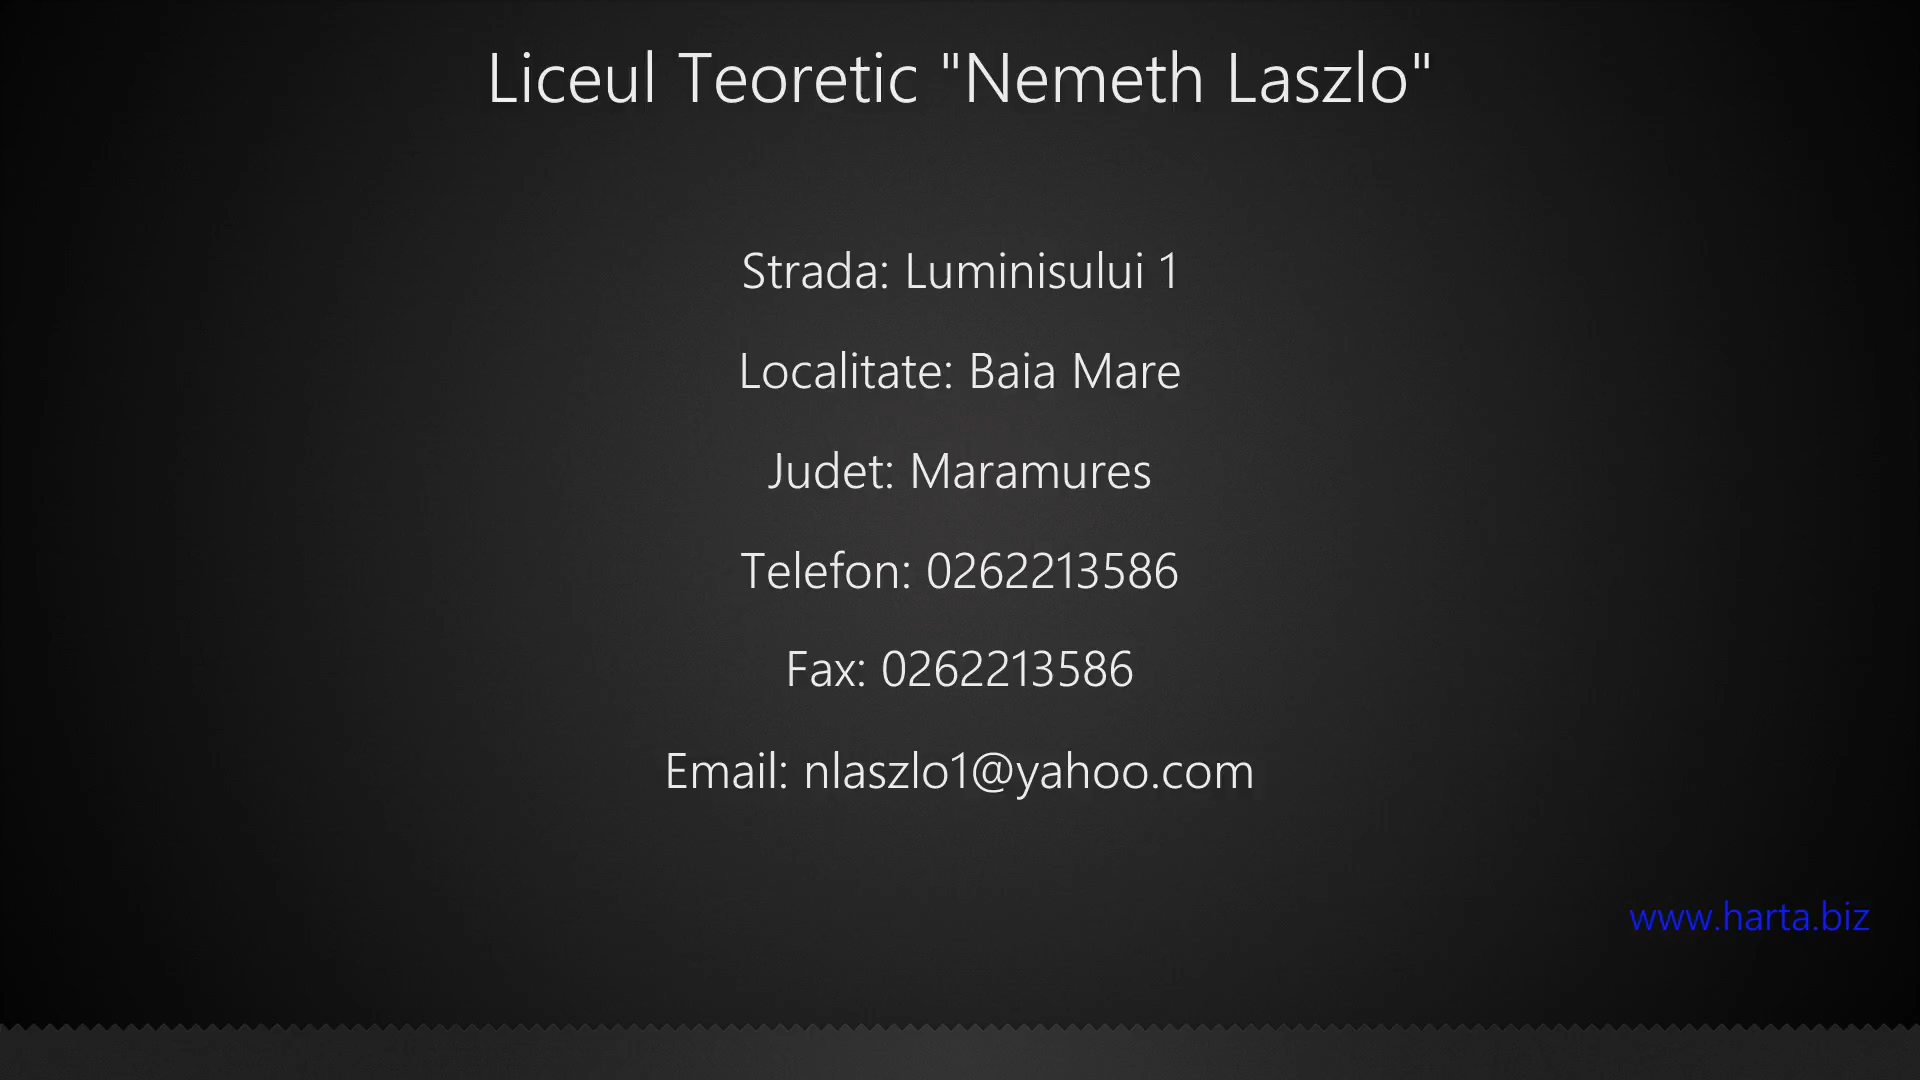 Liceul Teoretic "Nemeth Laszlo"
Strada: Luminisului 1
Localitate: Baia Mare
Judet: Maramures
Telefon: 0262213586
Fax: 0262213586
Email: nlaszlo1@yahoo.com
www.harta.biz